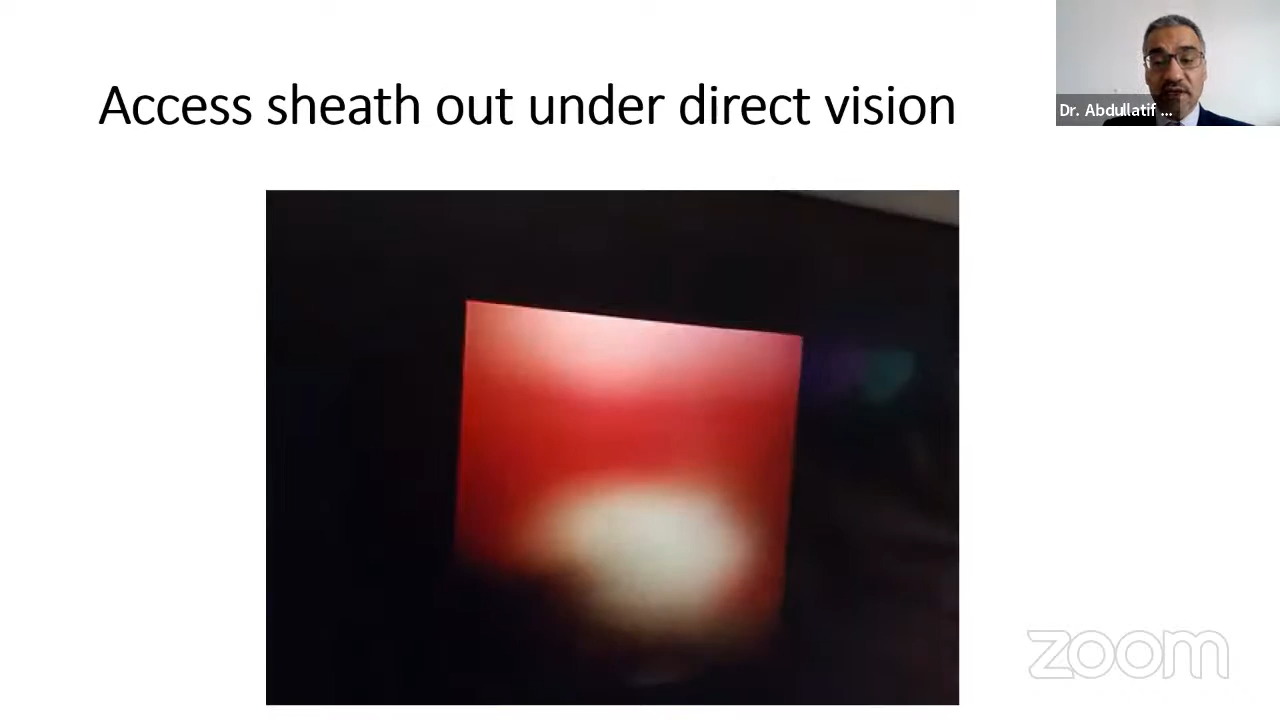 Access sheath out under direct vision
Dr. Abdullatif ...
zoom